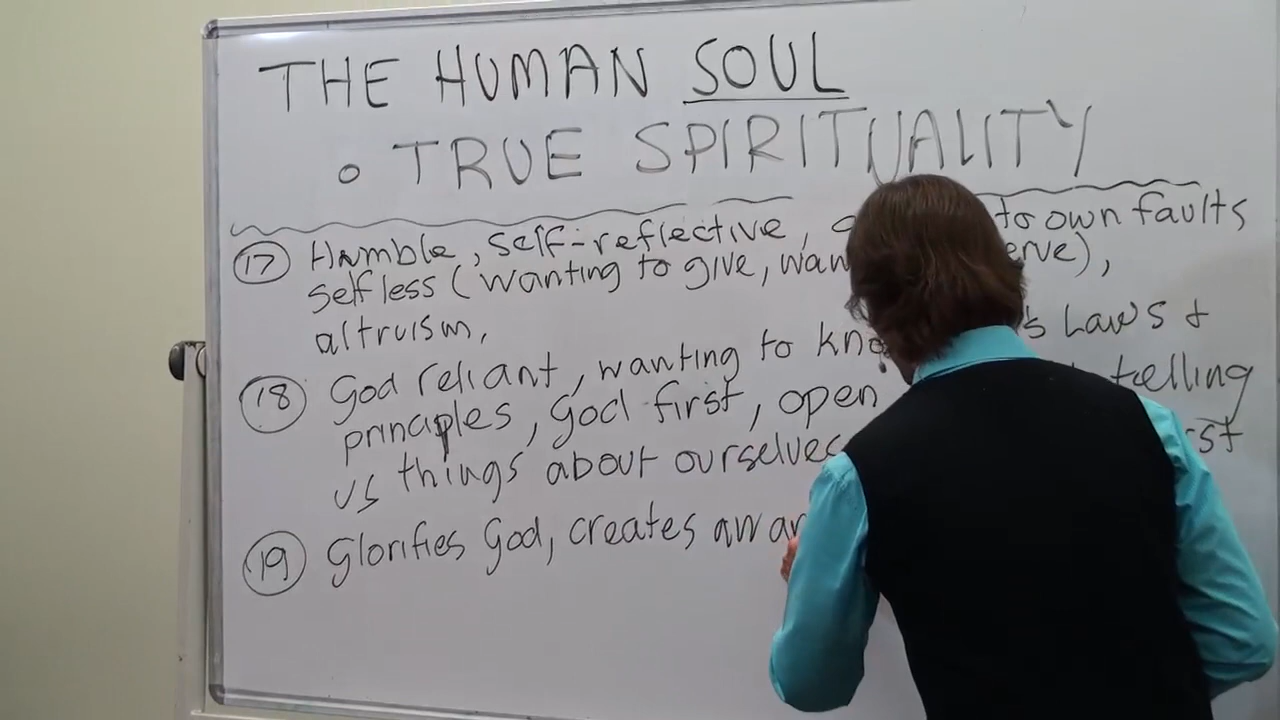 THE HUMAN SOUL
• TRUE SPIRITUALITY
17 Humble, self-reflective, to own faults
selfless (wanting to give, wan erve),
altruism,
18 God reliant, wanting to kno 's Laws &
principles, God first, open telling
us things about ourselves rst
19 Glorifies God, creates awar